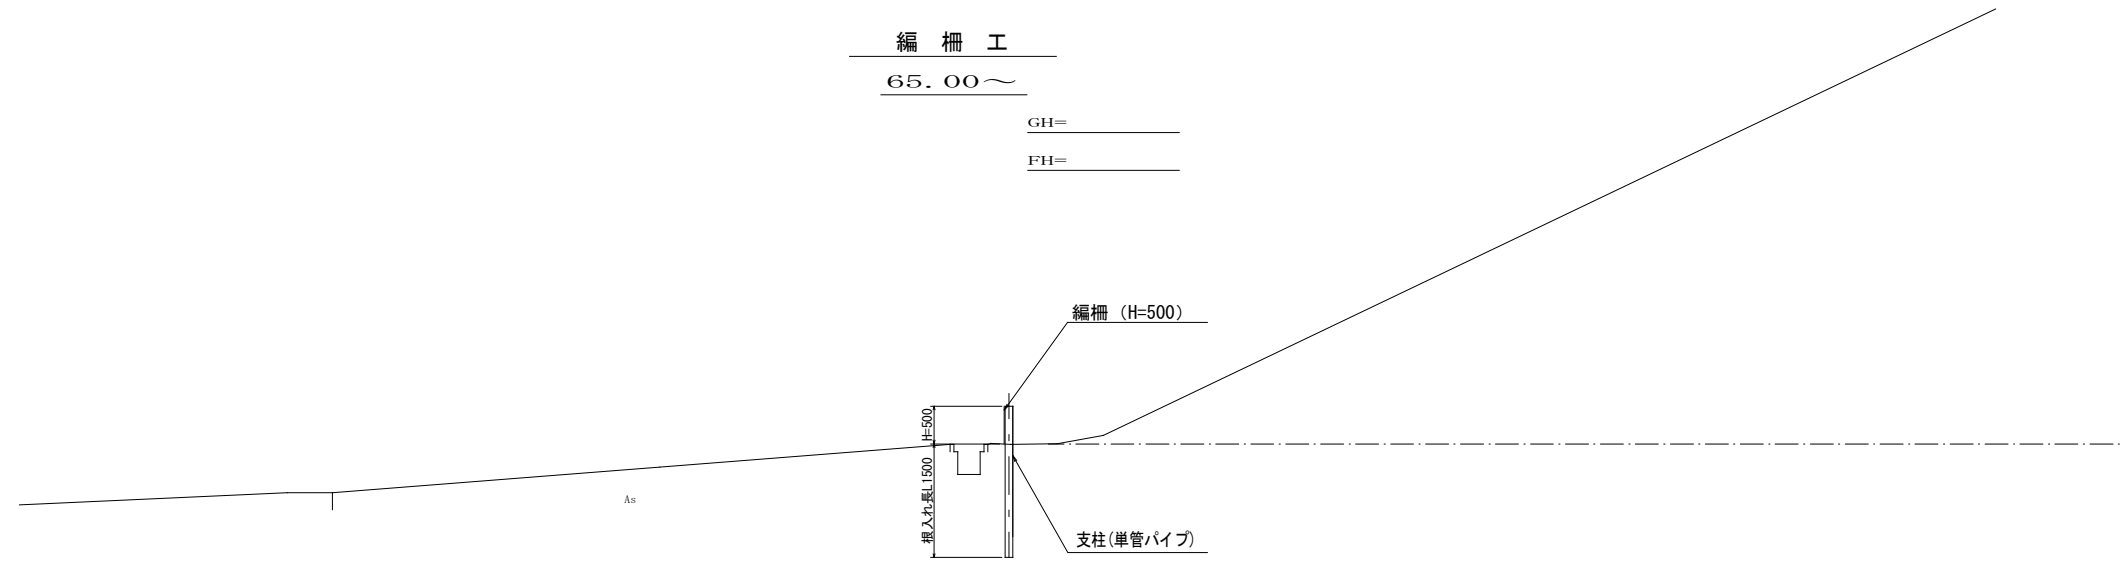 編 柵 工
65.00～
GH=
FH=
編柵（H=500）
H=500
根入れ長L1500
As
支柱(単管パイプ)